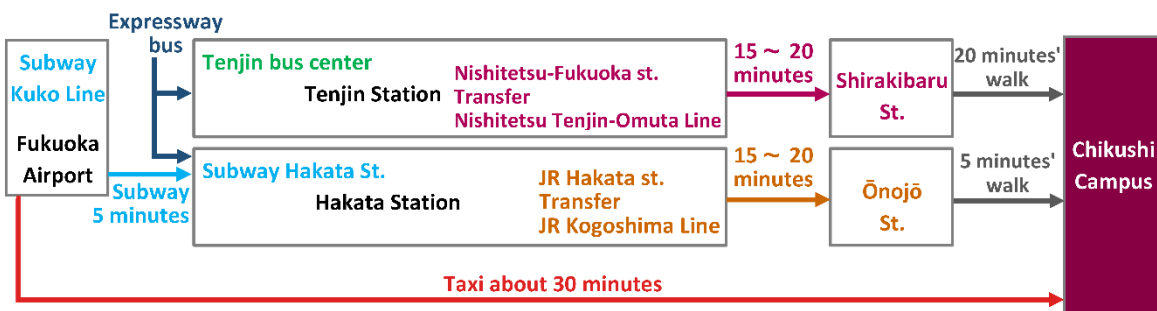 Expressway
bus
Subway
Kuko Line
Fukuoka
Airport
Subway
5 minutes
Tenjin bus center
Tenjin Station
Nishitetsu-Fukuoka st.
Transfer
Nishitetsu Tenjin-Omuta Line
15 ~ 20
minutes
Shirakibaru
St.
20 minutes'
walk
Subway Hakata St.
Hakata Station
JR Hakata st.
Transfer
JR Kogoshima Line
15 ~ 20
minutes
Ōnojō
St.
5 minutes'
walk
Chikushi
Campus
Taxi about 30 minutes